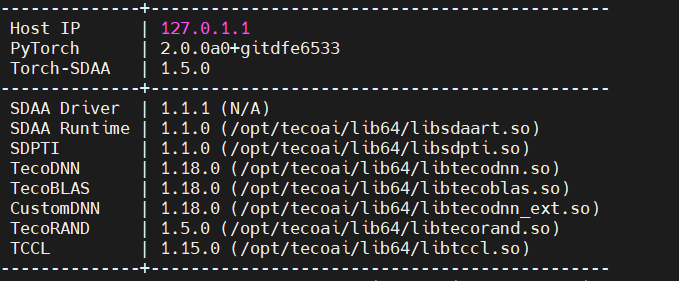 --------------+----------------------------------------------
Host IP | 127.0.1.1
PyTorch | 2.0.0a0+gitdfe6533
Torch-SDAA | 1.5.0
--------------+----------------------------------------------
SDAA Driver | 1.1.1 (N/A)
SDAA Runtime | 1.1.0 (/opt/tecoai/lib64/libsdaart.so)
SDPTI | 1.1.0 (/opt/tecoai/lib64/libsdpti.so)
TecoDNN | 1.18.0 (/opt/tecoai/lib64/libtecodnn.so)
TecoBLAS | 1.18.0 (/opt/tecoai/lib64/libtecoblas.so)
CustomDNN | 1.18.0 (/opt/tecoai/lib64/libtecodnn_ext.so)
TecoRAND | 1.5.0 (/opt/tecoai/lib64/libtecorand.so)
TCCL | 1.15.0 (/opt/tecoai/lib64/libtccl.so)
--------------+----------------------------------------------